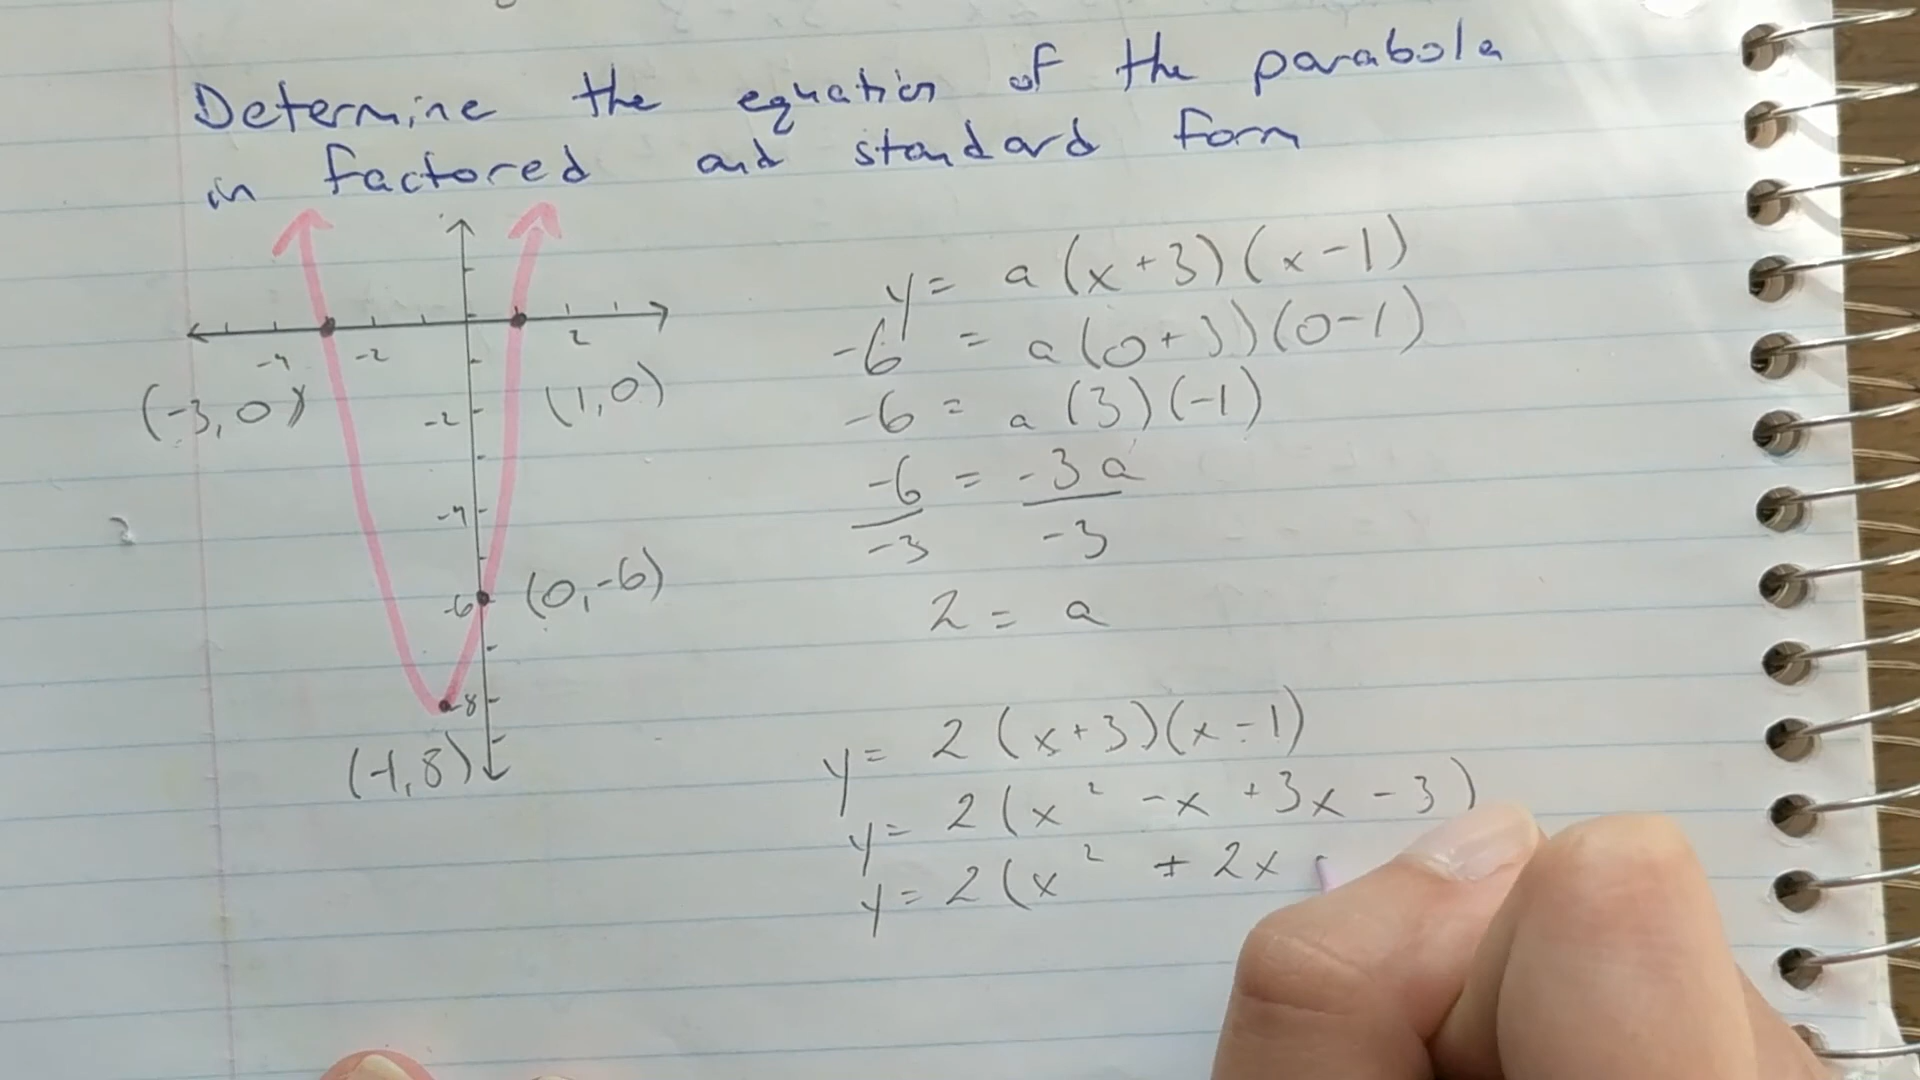 Determine the equation of the parabola
in factored and standard form
y = a (x+3)(x-1)
-6 = a(0+3)(0-1)
-6 = a (3)(-1)
-6 = -3a
-3 -3
2 = a
-4 -2 2
(-3,0) (1,0)
-2
-4
-6 (0,-6)
-8
(-1,8)
y = 2 (x+3)(x-1)
y = 2 (x² -x +3x -3)
y = 2 (x² + 2x